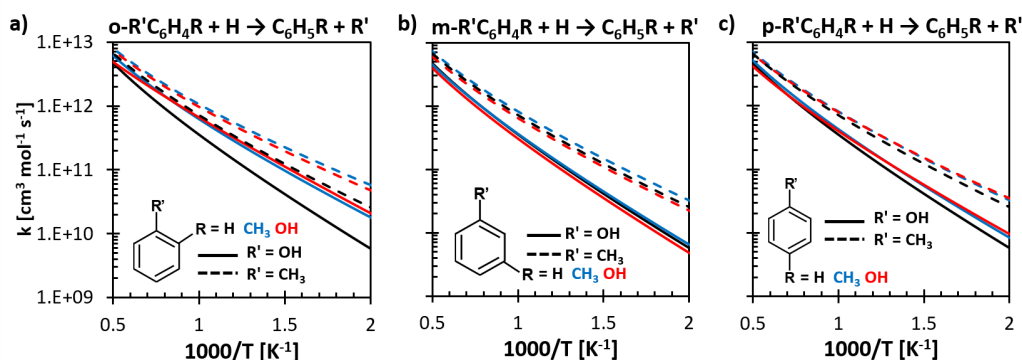 a) o-R'C₆H₄R + H → C₆H₅R + R'
k [cm³ mol⁻¹ s⁻¹]
1.E+13
1.E+12
1.E+11
1.E+10
1.E+09
R'
R = H CH₃ OH
R' = OH
R' = CH₃
0.5 1 1.5 2
1000/T [K⁻¹]
b) m-R'C₆H₄R + H → C₆H₅R + R'
R'
R' = OH
R' = CH₃
R = H CH₃ OH
0.5 1 1.5 2
1000/T [K⁻¹]
c) p-R'C₆H₄R + H → C₆H₅R + R'
R'
R' = OH
R' = CH₃
R = H CH₃ OH
0.5 1 1.5 2
1000/T [K⁻¹]